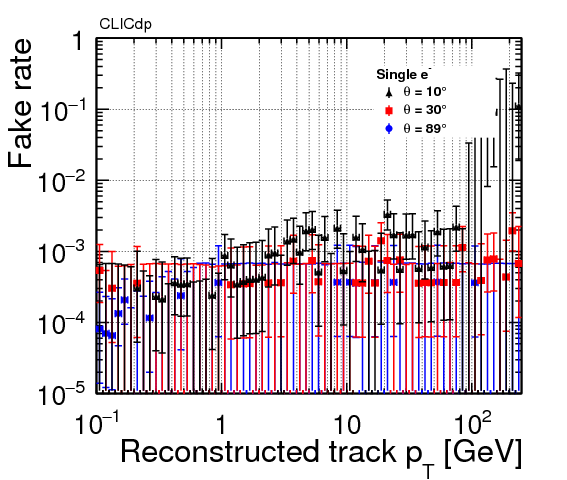 CLICdp
Fake rate
1
10⁻¹
10⁻²
10⁻³
10⁻⁴
10⁻⁵
Single e⁻
θ = 10°
θ = 30°
θ = 89°
10⁻¹ 1 10 10²
Reconstructed track p_T [GeV]